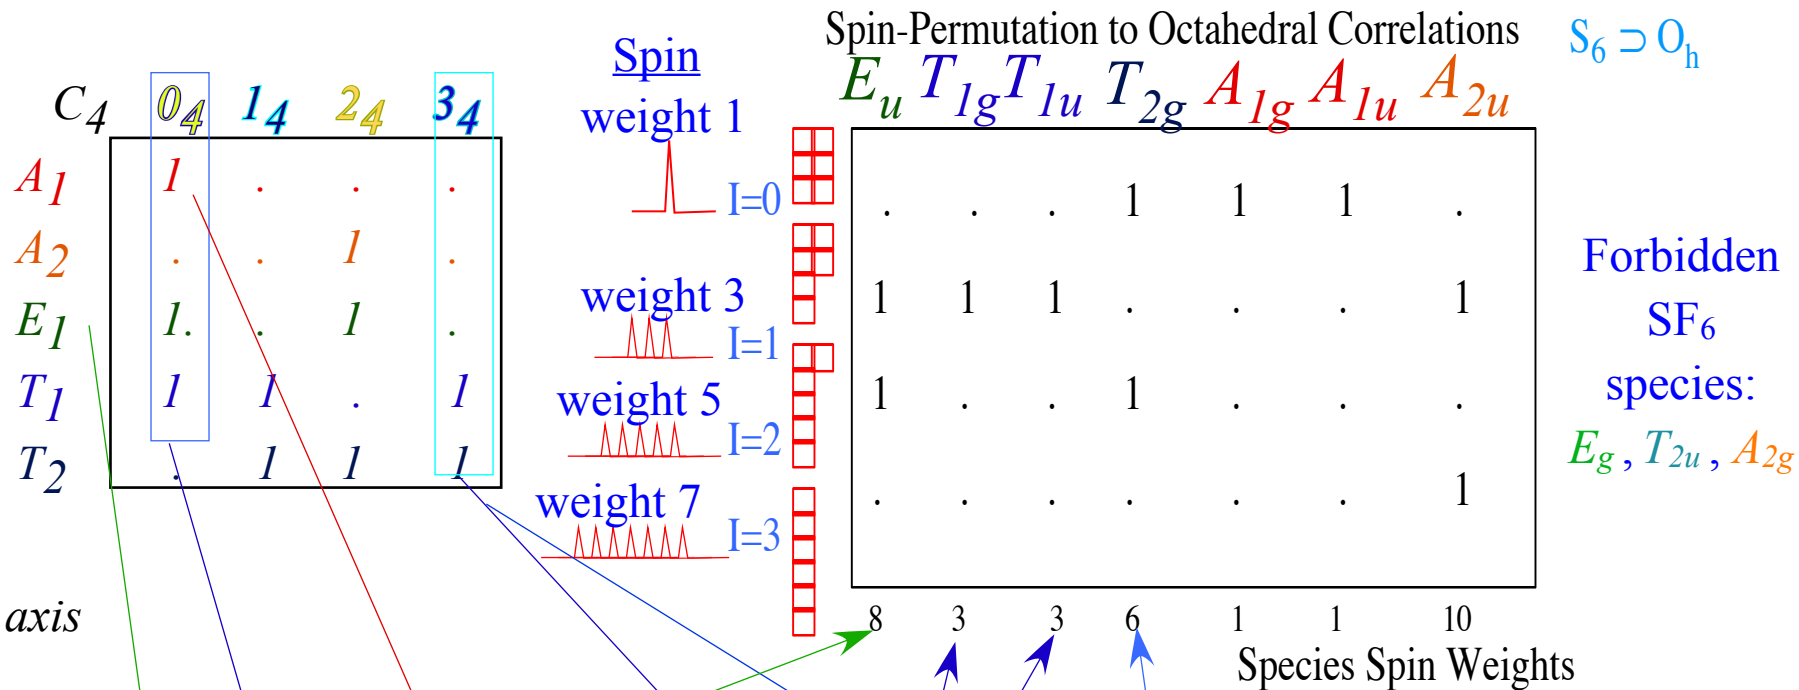 Spin-Permutation to Octahedral Correlations
S6 ⊃ Oh
C4 04 14 24 34
A1 1 . . .
A2 . . 1 .
E1 1. . 1 .
T1 1 1 . 1
T2 . 1 1 1
axis
Spin
weight 1
I=0
weight 3
I=1
weight 5
I=2
weight 7
I=3
Eu T1g T1u T2g A1g A1u A2u
. . . 1 1 1 .
1 1 1 . . . 1
1 . . 1 . . .
. . . . . . 1
8 3 3 6 1 1 10
Species Spin Weights
Forbidden
SF6
species:
Eg , T2u , A2g